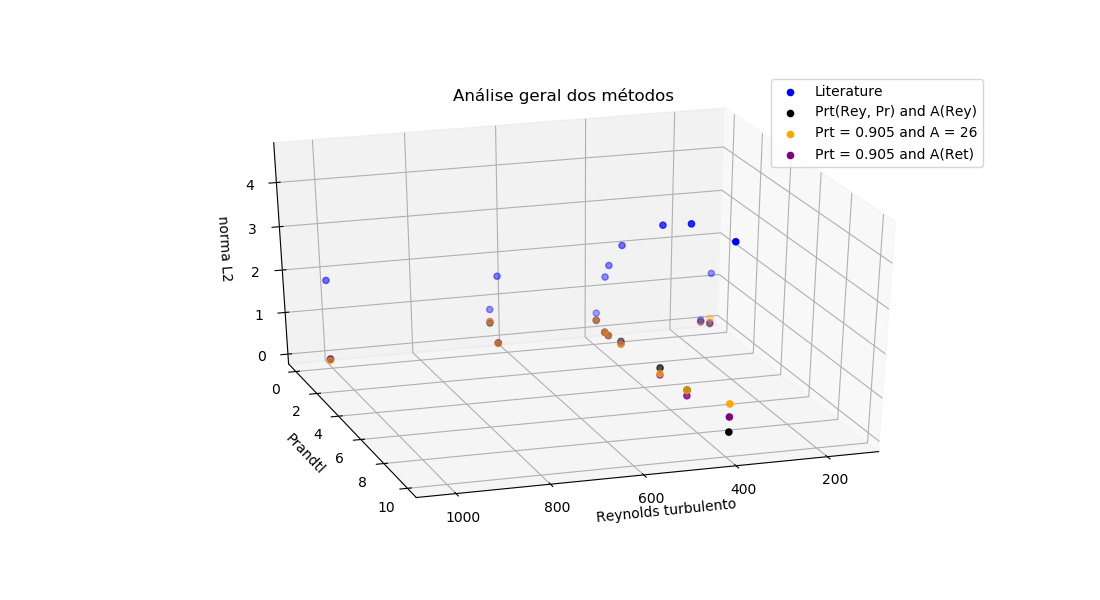 Análise geral dos métodos
Literature
Prt(Rey, Pr) and A(Rey)
Prt = 0.905 and A = 26
Prt = 0.905 and A(Ret)
norma L2
4
3
2
1
0
Prandtl
0
2
4
6
8
10
Reynolds turbulento
1000
800
600
400
200